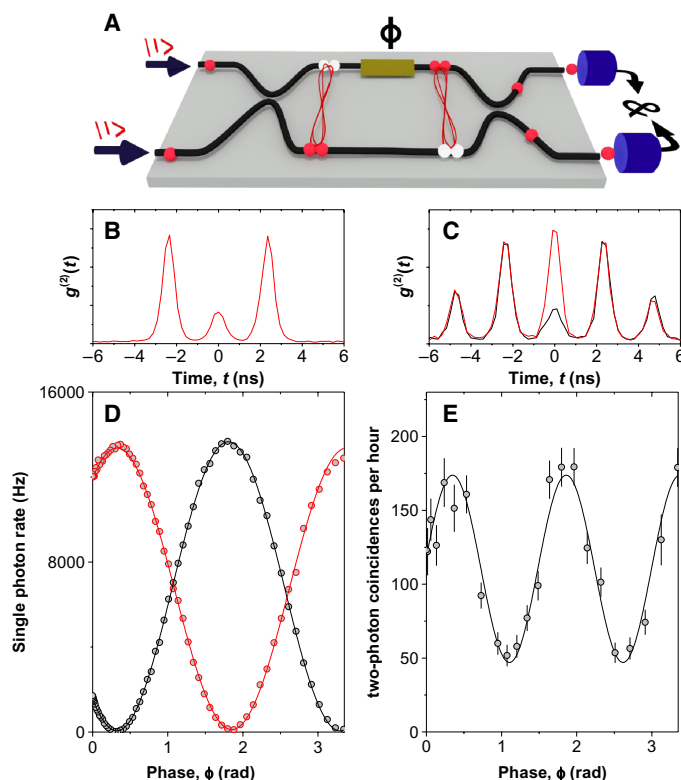 A
ϕ
|1>
|1>
&
B
g(2)(t)
−6 −4 −2 0 2 4 6
Time, t (ns)
C
g(2)(t)
−6 −4 −2 0 2 4 6
Time, t (ns)
D
Single photon rate (Hz)
16000
8000
0
0 1 2 3
Phase, ϕ (rad)
E
two-photon coincidences per hour
225
200
150
100
50
0
0 1 2 3
Phase, ϕ (rad)